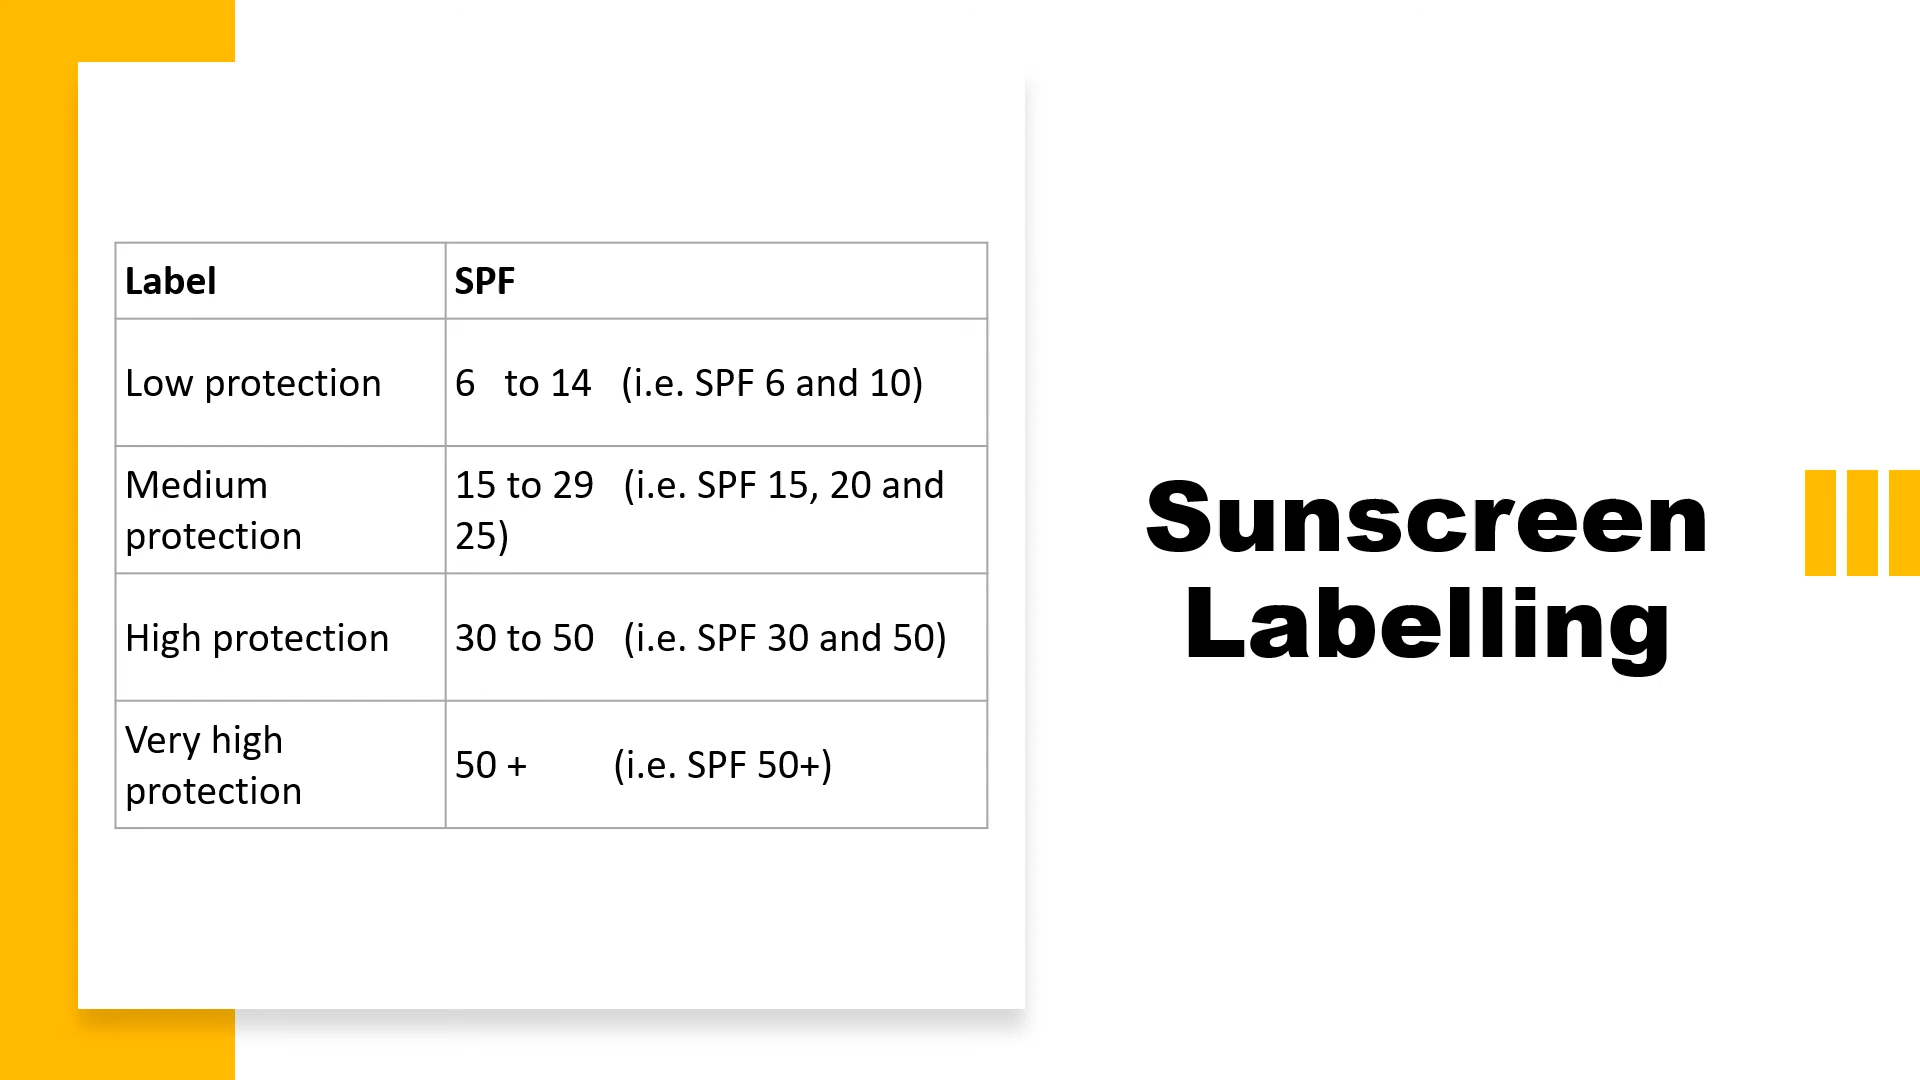 Label SPF
Low protection 6 to 14 (i.e. SPF 6 and 10)
Medium protection 15 to 29 (i.e. SPF 15, 20 and 25)
High protection 30 to 50 (i.e. SPF 30 and 50)
Very high protection 50 + (i.e. SPF 50+)
Sunscreen
Labelling